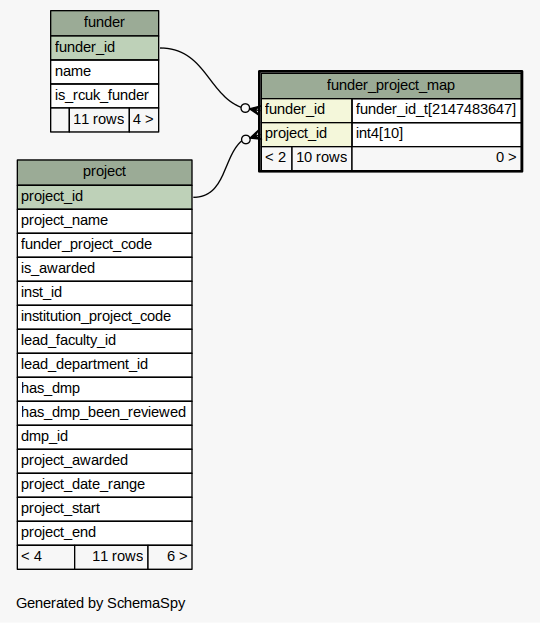 funder
funder_id
name
is_rcuk_funder
11 rows 4 >
funder_project_map
funder_id funder_id_t[2147483647]
project_id int4[10]
< 2 10 rows 0 >
project
project_id
project_name
funder_project_code
is_awarded
inst_id
institution_project_code
lead_faculty_id
lead_department_id
has_dmp
has_dmp_been_reviewed
dmp_id
project_awarded
project_date_range
project_start
project_end
< 4 11 rows 6 >
Generated by SchemaSpy